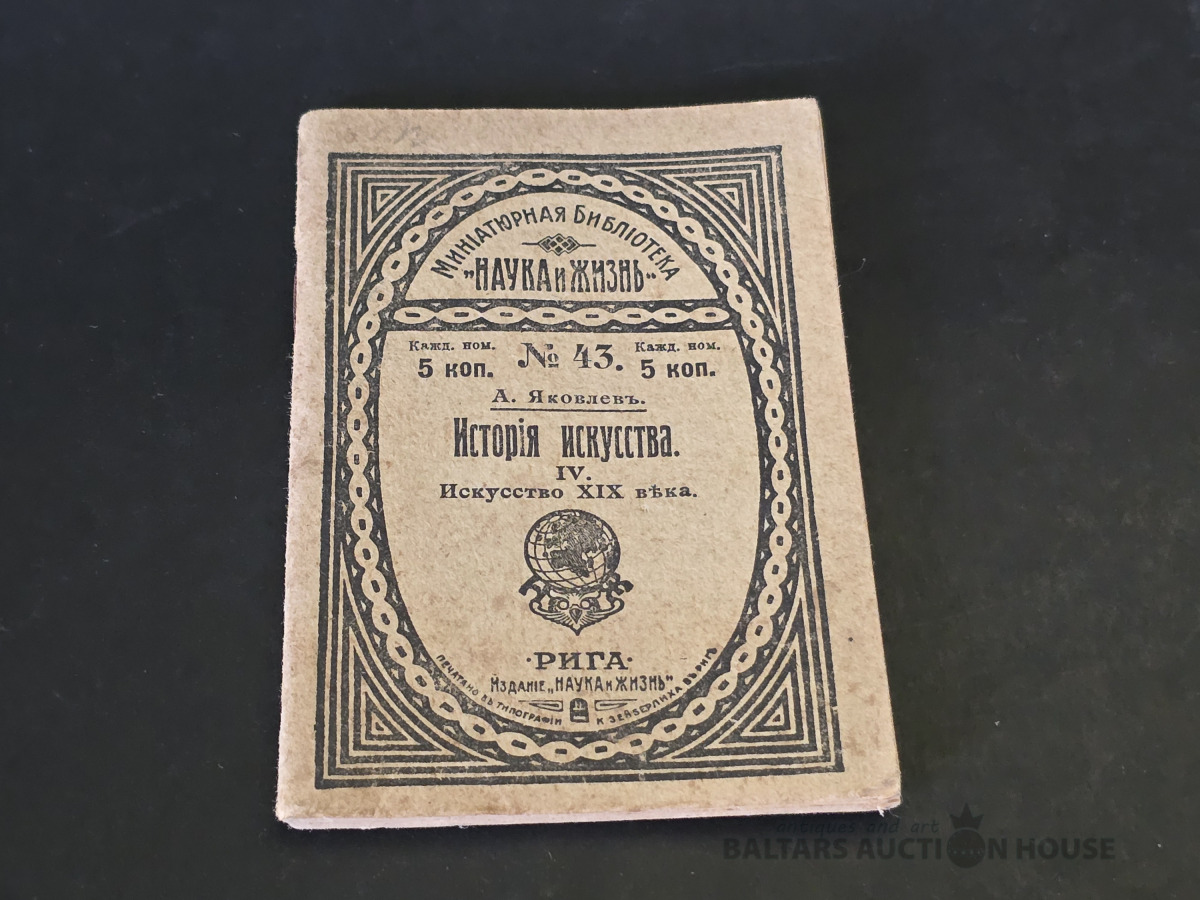 Миніатюрная Библіотека
„Наука и Жизнь"
Кажд. ном.
5 коп.
№ 43.
Кажд. ном.
5 коп.
А. Яковлевъ.
Исторія искусства.
IV.
Искусство XIX вѣка.
·РИГА·
Изданіе „Наука и Жизнь"
Печатано въ типографіи К Зейберлиха въ Ригѣ
antiques and art
BALTARS AUCTION HOUSE